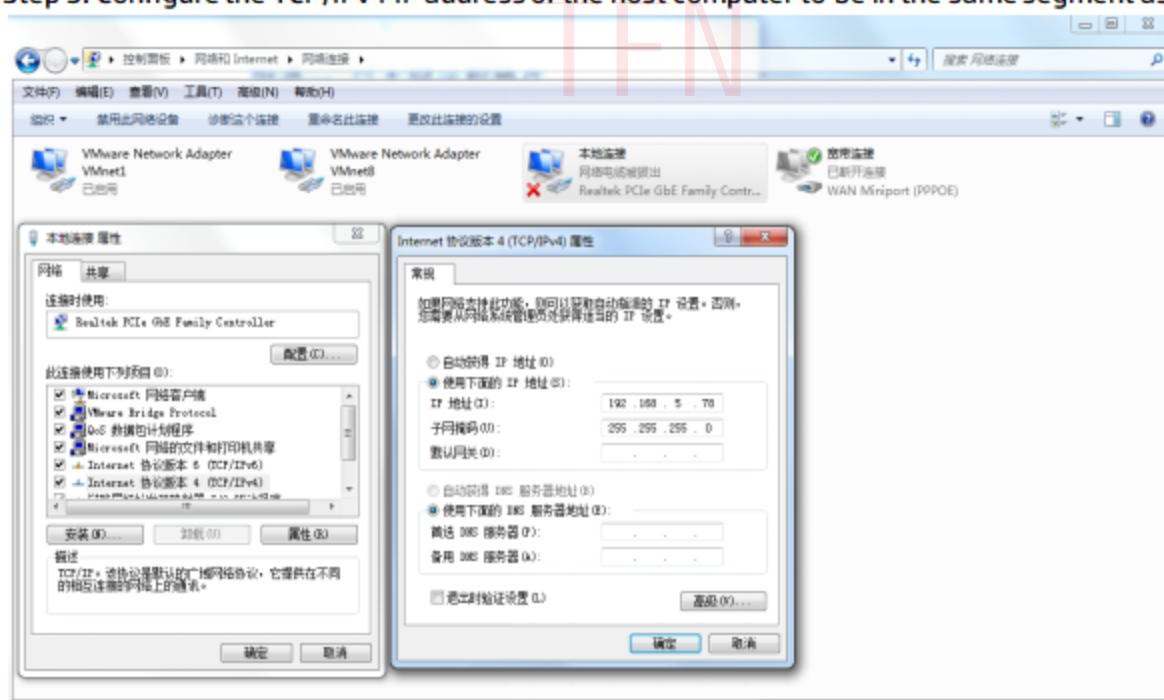 Step 3. Configure the TCP/IPV4 IP address of the host computer to be in the same segment as
TFN
控制面板 网络和 Internet 网络连接
搜索 网络连接
文件(F) 编辑(E) 查看(V) 工具(T) 高级(N) 帮助(H)
组织 禁用此网络设备 诊断这个连接 重命名此连接 更改此连接的设置
VMware Network Adapter
VMnet1
已启用
VMware Network Adapter
VMnet8
已启用
本地连接
网络电缆被拔出
Realtek PCIe GbE Family Contr...
宽带连接
已断开连接
WAN Miniport (PPPOE)
本地连接 属性
网络 共享
连接时使用:
Realtek PCIe GbE Family Controller
配置(C)...
此连接使用下列项目(O):
Microsoft 网络客户端
VMware Bridge Protocol
QoS 数据包计划程序
Microsoft 网络的文件和打印机共享
Internet 协议版本 6 (TCP/IPv6)
Internet 协议版本 4 (TCP/IPv4)
安装(N)... 卸载(U) 属性(R)
描述
TCP/IP。该协议是默认的广域网络协议，它提供在不同
的相互连接的网络上的通讯。
确定 取消
Internet 协议版本 4 (TCP/IPv4) 属性
常规
如果网络支持此功能，则可以获取自动指派的 IP 设置。否则，
您需要从网络系统管理员处获得适当的 IP 设置。
自动获得 IP 地址(O)
使用下面的 IP 地址(S):
IP 地址(I): 192 .168 . 5 . 78
子网掩码(U): 255 .255 .255 . 0
默认网关(D):
自动获得 DNS 服务器地址(B)
使用下面的 DNS 服务器地址(E):
首选 DNS 服务器(P):
备用 DNS 服务器(A):
退出时验证设置(L)
高级(V)...
确定 取消